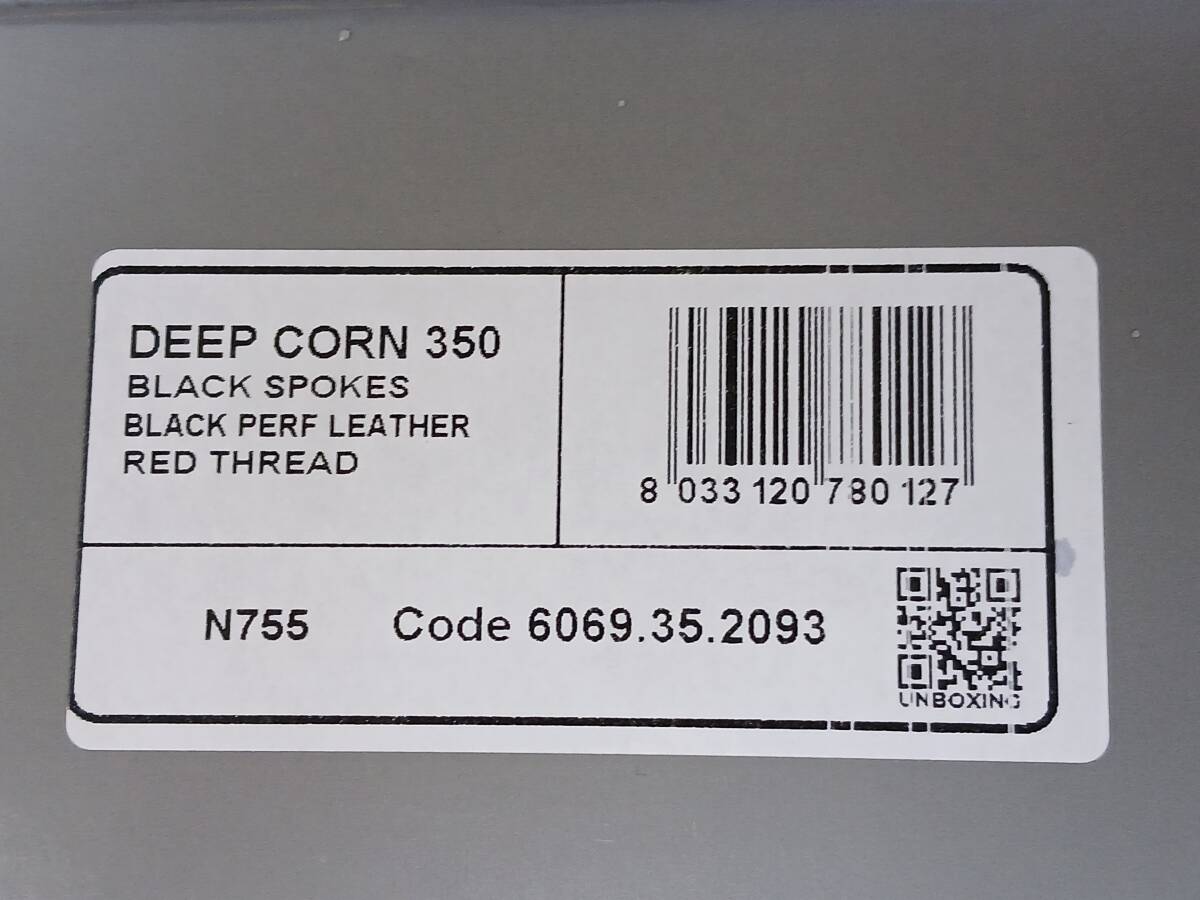 DEEP CORN 350
BLACK SPOKES
BLACK PERF LEATHER
RED THREAD
8 033120 780127
N755 Code 6069.35.2093
UNBOXING